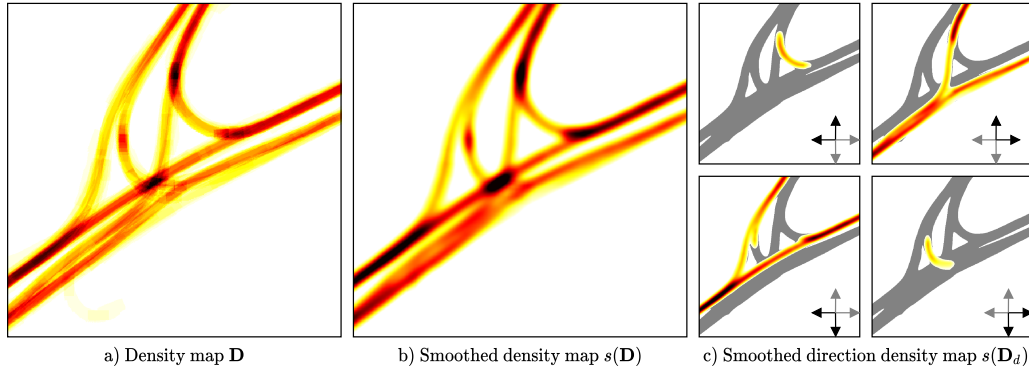 a) Density map D
b) Smoothed density map s(D)
c) Smoothed direction density map s(D_d)